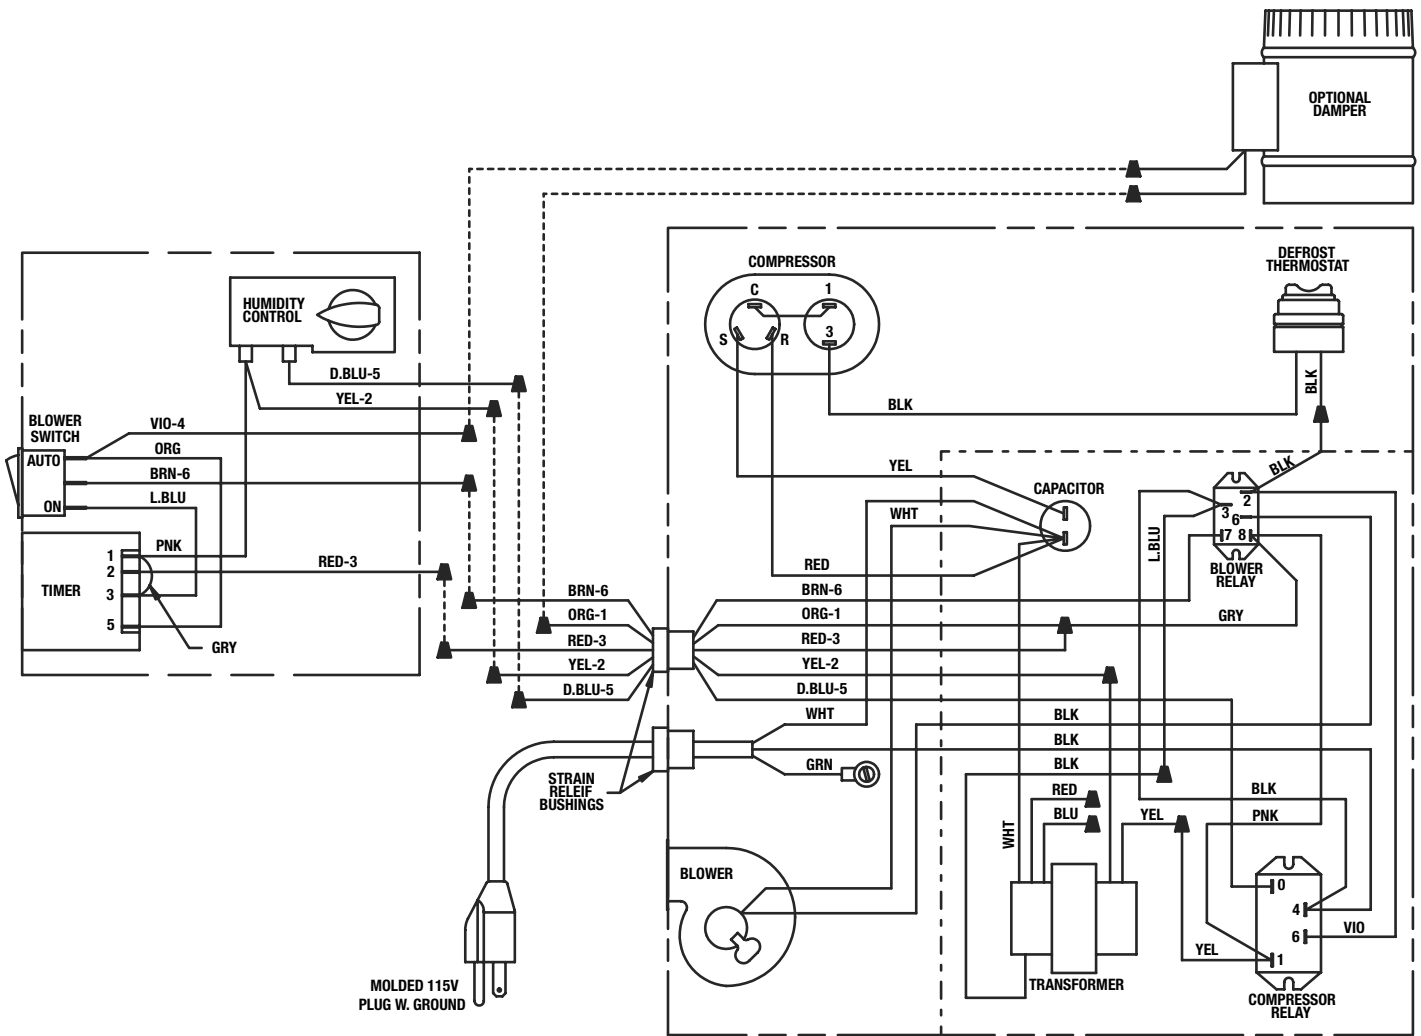 OPTIONAL
DAMPER
COMPRESSOR
C
1
S
R
3
DEFROST
THERMOSTAT
HUMIDITY
CONTROL
D.BLU-5
YEL-2
BLK
BLK
BLOWER
SWITCH
VIO-4
AUTO
ORG
BRN-6
ON
L.BLU
YEL
BLK
CAPACITOR
WHT
2
3
6
7
8
L.BLU
BLOWER
RELAY
PNK
RED-3
RED
TIMER
1
2
3
5
GRY
BRN-6
BRN-6
ORG-1
ORG-1
GRY
RED-3
RED-3
YEL-2
YEL-2
D.BLU-5
D.BLU-5
WHT
BLK
BLK
GRN
BLK
STRAIN
RELEIF
BUSHINGS
RED
BLK
BLU
YEL
PNK
WHT
BLOWER
0
4
6
VIO
YEL
1
MOLDED 115V
PLUG W. GROUND
TRANSFORMER
COMPRESSOR
RELAY